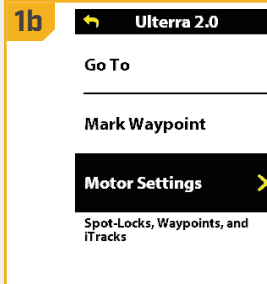 1b
Ulterra 2.0
Go To
Mark Waypoint
Motor Settings
Spot-Locks, Waypoints, and
iTracks